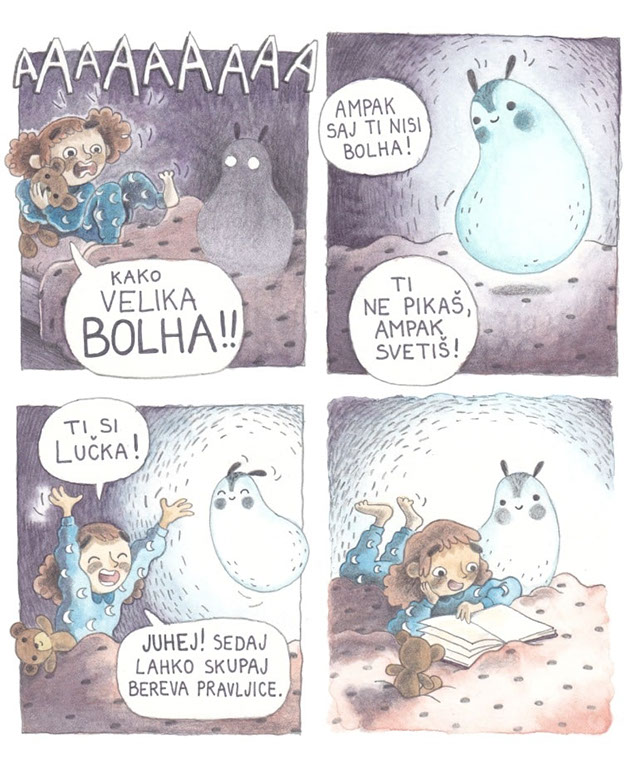 AAAAAAAAAA
KAKO
VELIKA
BOLHA!!
AMPAK
SAJ TI NISI
BOLHA!
TI
NE PIKAŠ,
AMPAK
SVETIŠ!
TI SI
LUČKA!
JUHEJ! SEDAJ
LAHKO SKUPAJ
BEREVA PRAVLJICE.